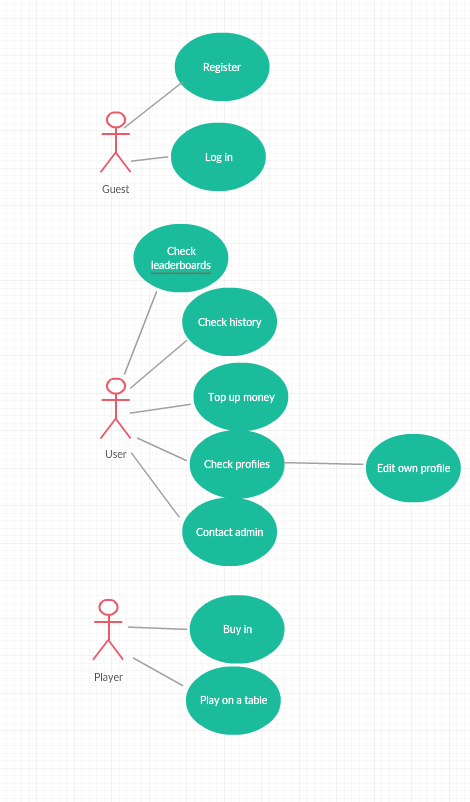 Register
Log in
Guest
Check
leaderboards
Check history
Top up money
User
Check profiles
Edit own profile
Contact admin
Buy in
Player
Play on a table